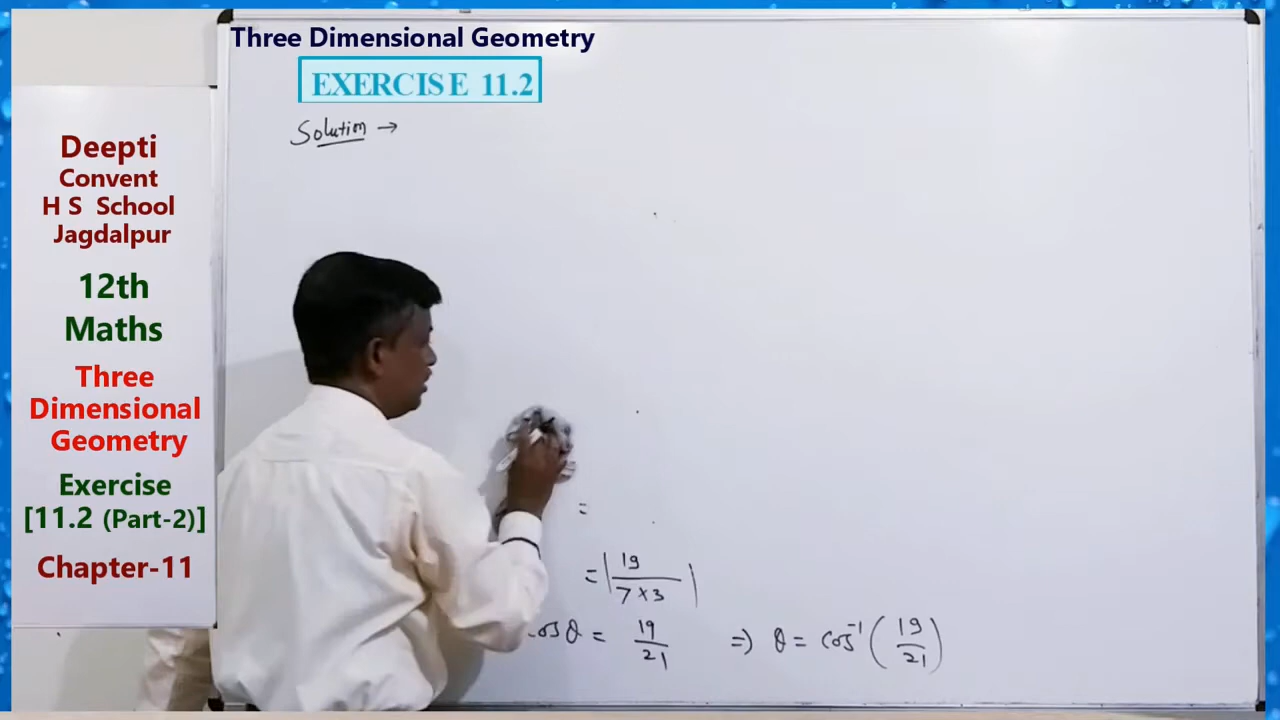 Three Dimensional Geometry
EXERCISE 11.2
Solution →
Deepti
Convent
H S School
Jagdalpur
12th
Maths
Three
Dimensional
Geometry
Exercise
[11.2 (Part-2)]
Chapter-11
=
= | 19 / 7 × 3 |
cos θ = 19/21 ⇒ θ = cos⁻¹ (19/21)